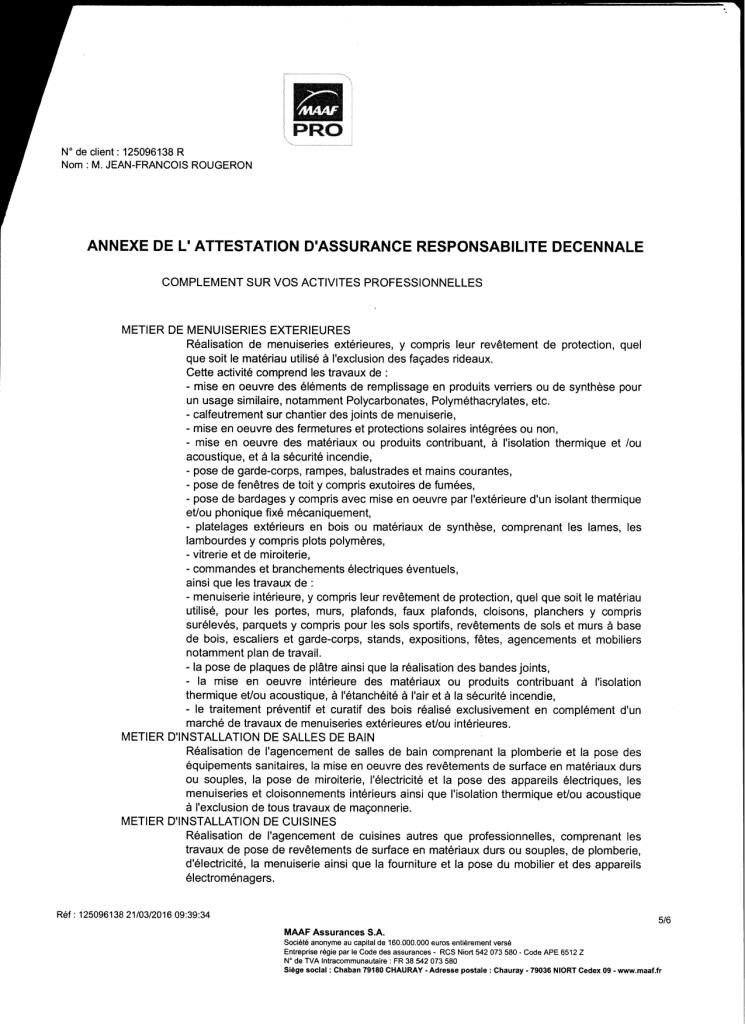 MAAF
PRO
N° de client : 125096138 R
Nom : M. JEAN-FRANCOIS ROUGERON
ANNEXE DE L' ATTESTATION D'ASSURANCE RESPONSABILITE DECENNALE
COMPLEMENT SUR VOS ACTIVITES PROFESSIONNELLES
METIER DE MENUISERIES EXTERIEURES
Réalisation de menuiseries extérieures, y compris leur revêtement de protection, quel
que soit le matériau utilisé à l'exclusion des façades rideaux.
Cette activité comprend les travaux de :
- mise en oeuvre des éléments de remplissage en produits verriers ou de synthèse pour
un usage similaire, notamment Polycarbonates, Polyméthacrylates, etc.
- calfeutrement sur chantier des joints de menuiserie,
- mise en oeuvre des fermetures et protections solaires intégrées ou non,
- mise en oeuvre des matériaux ou produits contribuant, à l'isolation thermique et /ou
acoustique, et à la sécurité incendie,
- pose de garde-corps, rampes, balustrades et mains courantes,
- pose de fenêtres de toit y compris exutoires de fumées,
- pose de bardages y compris avec mise en oeuvre par l'extérieure d'un isolant thermique
et/ou phonique fixé mécaniquement,
- platelages extérieurs en bois ou matériaux de synthèse, comprenant les lames, les
lambourdes y compris plots polymères,
- vitrerie et de miroiterie,
- commandes et branchements électriques éventuels,
ainsi que les travaux de :
- menuiserie intérieure, y compris leur revêtement de protection, quel que soit le matériau
utilisé, pour les portes, murs, plafonds, faux plafonds, cloisons, planchers y compris
surélevés, parquets y compris pour les sols sportifs, revêtements de sols et murs à base
de bois, escaliers et garde-corps, stands, expositions, fêtes, agencements et mobiliers
notamment plan de travail.
- la pose de plaques de plâtre ainsi que la réalisation des bandes joints,
- la mise en oeuvre intérieure des matériaux ou produits contribuant à l'isolation
thermique et/ou acoustique, à l'étanchéité à l'air et à la sécurité incendie,
- le traitement préventif et curatif des bois réalisé exclusivement en complément d'un
marché de travaux de menuiseries extérieures et/ou intérieures.
METIER D'INSTALLATION DE SALLES DE BAIN
Réalisation de l'agencement de salles de bain comprenant la plomberie et la pose des
équipements sanitaires, la mise en oeuvre des revêtements de surface en matériaux durs
ou souples, la pose de miroiterie, l'électricité et la pose des appareils électriques, les
menuiseries et cloisonnements intérieurs ainsi que l'isolation thermique et/ou acoustique
à l'exclusion de tous travaux de maçonnerie.
METIER D'INSTALLATION DE CUISINES
Réalisation de l'agencement de cuisines autres que professionnelles, comprenant les
travaux de pose de revêtements de surface en matériaux durs ou souples, de plomberie,
d'électricité, la menuiserie ainsi que la fourniture et la pose du mobilier et des appareils
électroménagers.
Réf : 125096138 21/03/2016 09:39:34
5/6
MAAF Assurances S.A.
Société anonyme au capital de 160.000.000 euros entièrement versé
Entreprise régie par le Code des assurances - RCS Niort 542 073 580 - Code APE 6512 Z
N° de TVA Intracommunautaire : FR 38 542 073 580
Siège social : Chaban 79180 CHAURAY - Adresse postale : Chauray - 79036 NIORT Cedex 09 - www.maaf.fr